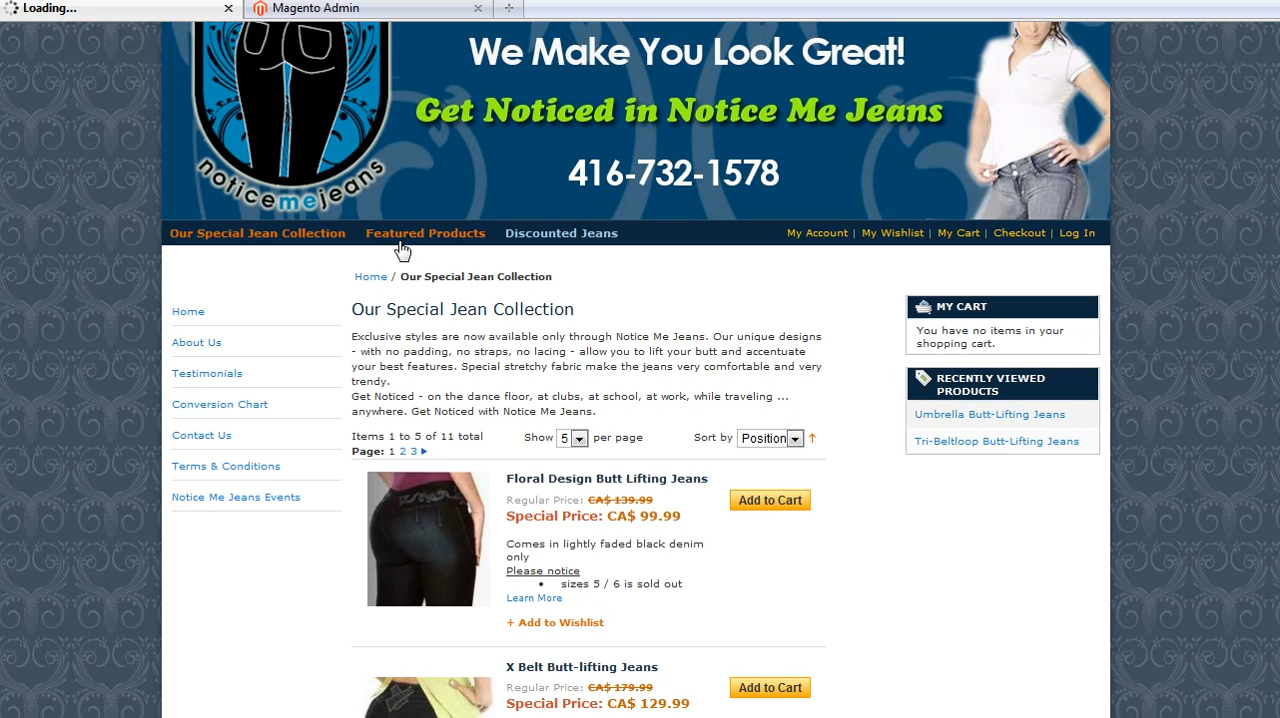 Loading...
Magento Admin
We Make You Look Great!
Get Noticed in Notice Me Jeans
416-732-1578
noticemejeans
Our Special Jean Collection
Featured Products
Discounted Jeans
My Account | My Wishlist | My Cart | Checkout | Log In
Home / Our Special Jean Collection
Home
About Us
Testimonials
Conversion Chart
Contact Us
Terms & Conditions
Notice Me Jeans Events
Our Special Jean Collection
Exclusive styles are now available only through Notice Me Jeans. Our unique designs
- with no padding, no straps, no lacing - allow you to lift your butt and accentuate
your best features. Special stretchy fabric make the jeans very comfortable and very
trendy.
Get Noticed - on the dance floor, at clubs, at school, at work, while traveling ...
anywhere. Get Noticed with Notice Me Jeans.
Items 1 to 5 of 11 total
Show 5 per page
Sort by Position
Page: 1 2 3
Floral Design Butt Lifting Jeans
Regular Price: CA$ 139.99
Special Price: CA$ 99.99
Add to Cart
Comes in lightly faded black denim
only
Please notice
• sizes 5 / 6 is sold out
Learn More
+ Add to Wishlist
X Belt Butt-lifting Jeans
Regular Price: CA$ 179.99
Special Price: CA$ 129.99
Add to Cart
MY CART
You have no items in your
shopping cart.
RECENTLY VIEWED
PRODUCTS
Umbrella Butt-Lifting Jeans
Tri-Beltloop Butt-Lifting Jeans